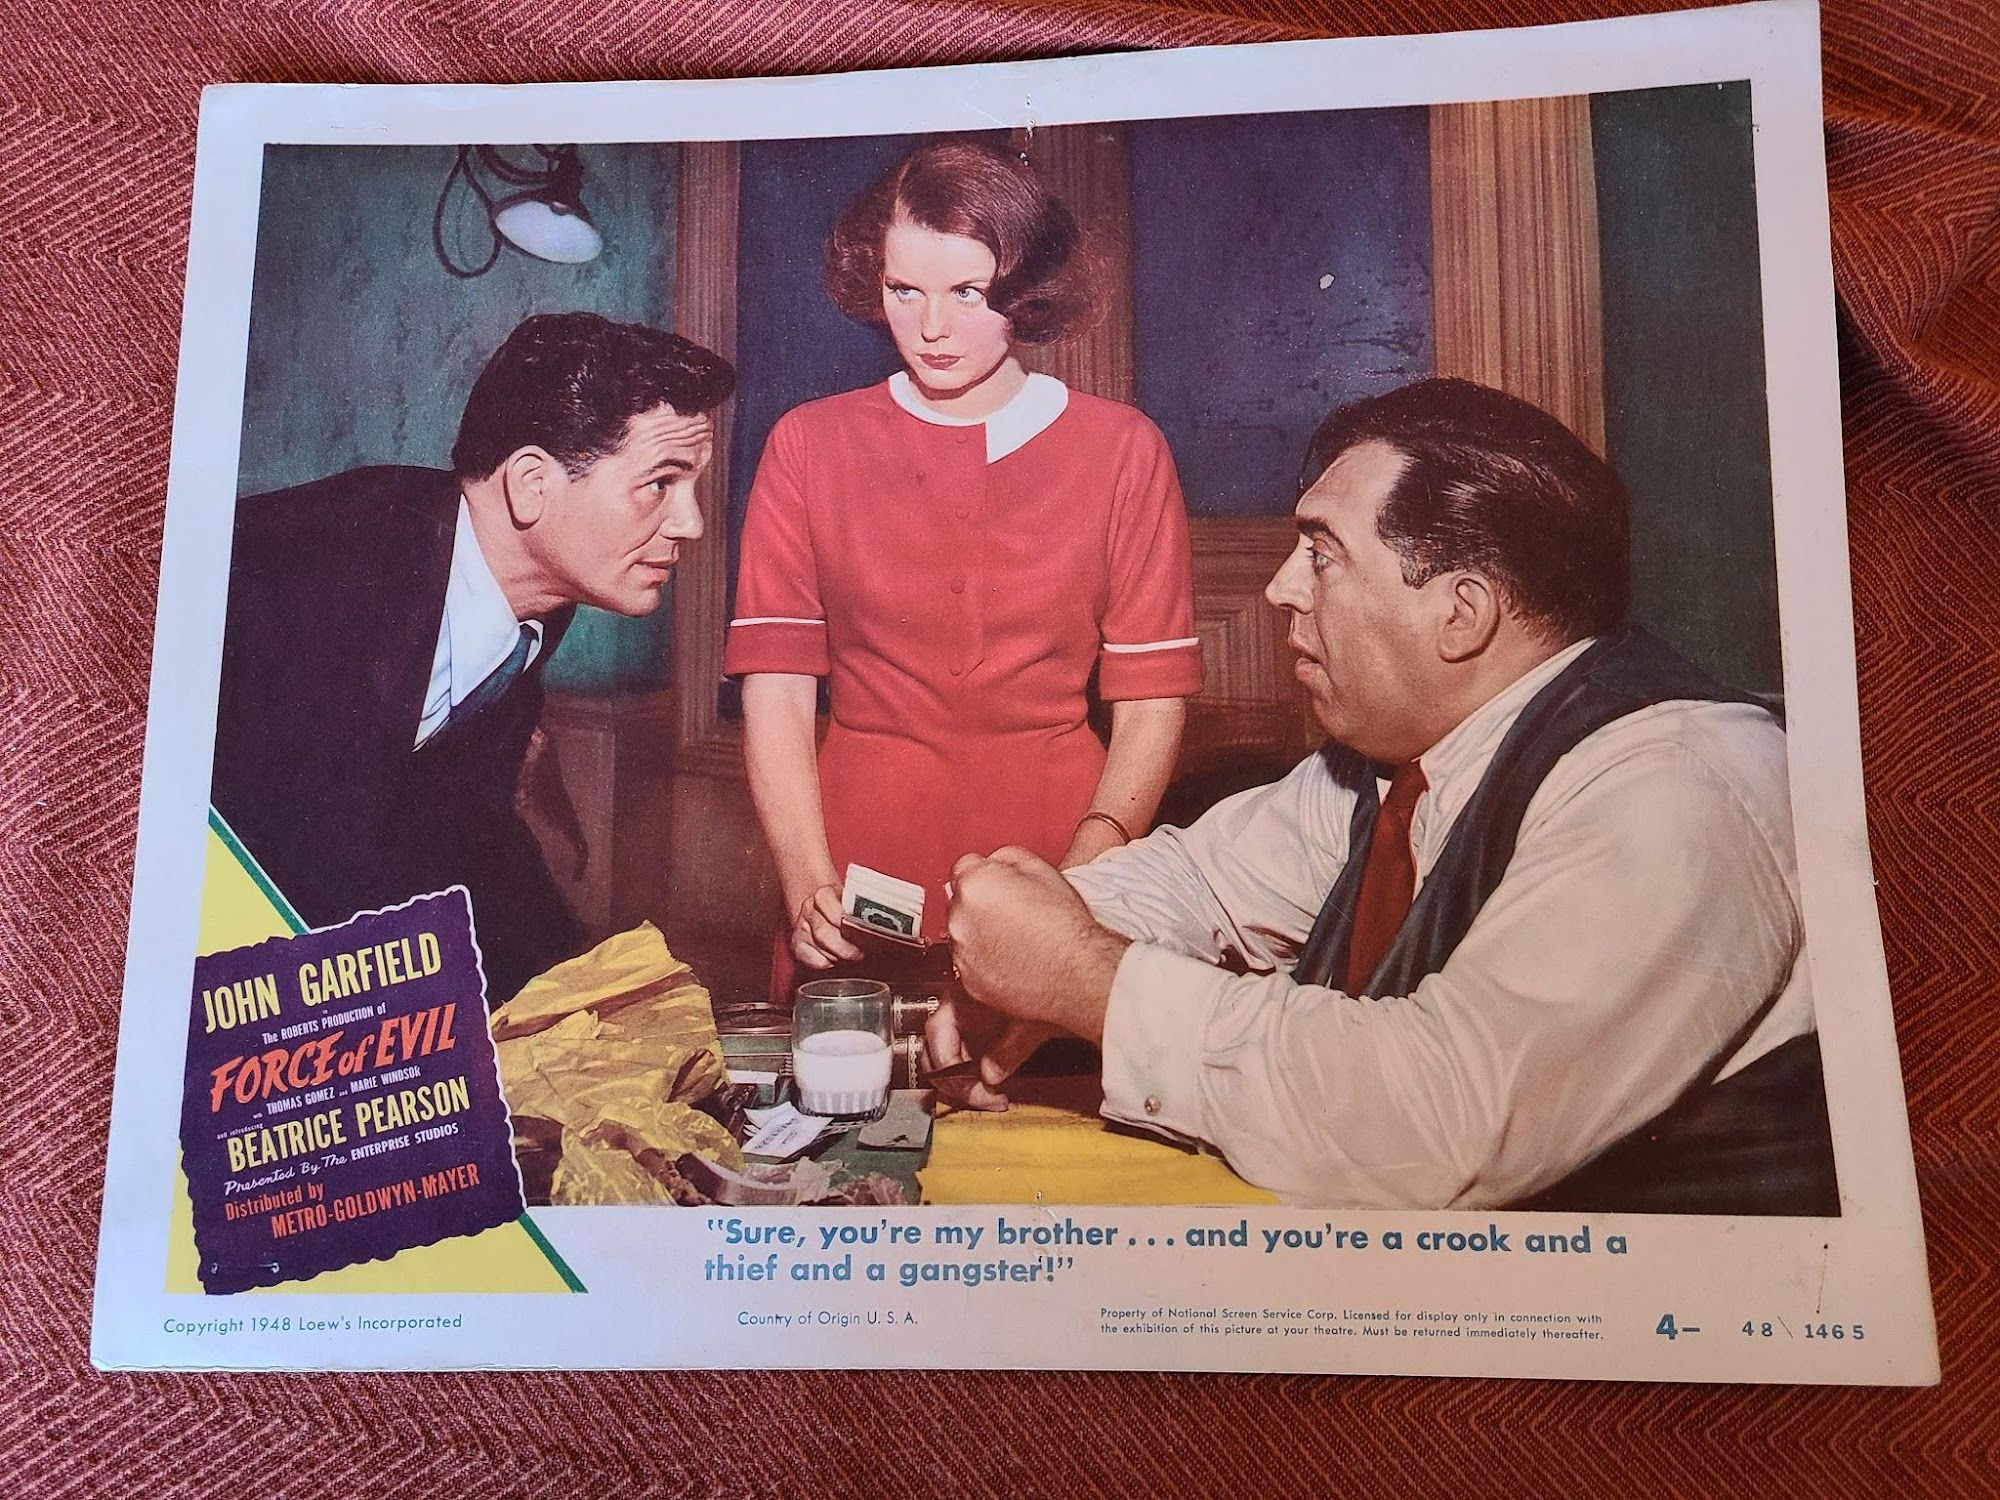 JOHN GARFIELD
in
The ROBERTS PRODUCTION of
FORCE of EVIL
with THOMAS GOMEZ and MARIE WINDSOR
and introducing
BEATRICE PEARSON
Presented By The ENTERPRISE STUDIOS
Distributed by
METRO-GOLDWYN-MAYER
"Sure, you're my brother... and you're a crook and a
thief and a gangster!"
Copyright 1948 Loew's Incorporated
Country of Origin U. S. A.
Property of National Screen Service Corp. Licensed for display only in connection with
the exhibition of this picture at your theatre. Must be returned immediately thereafter.
4- 48 \ 1465